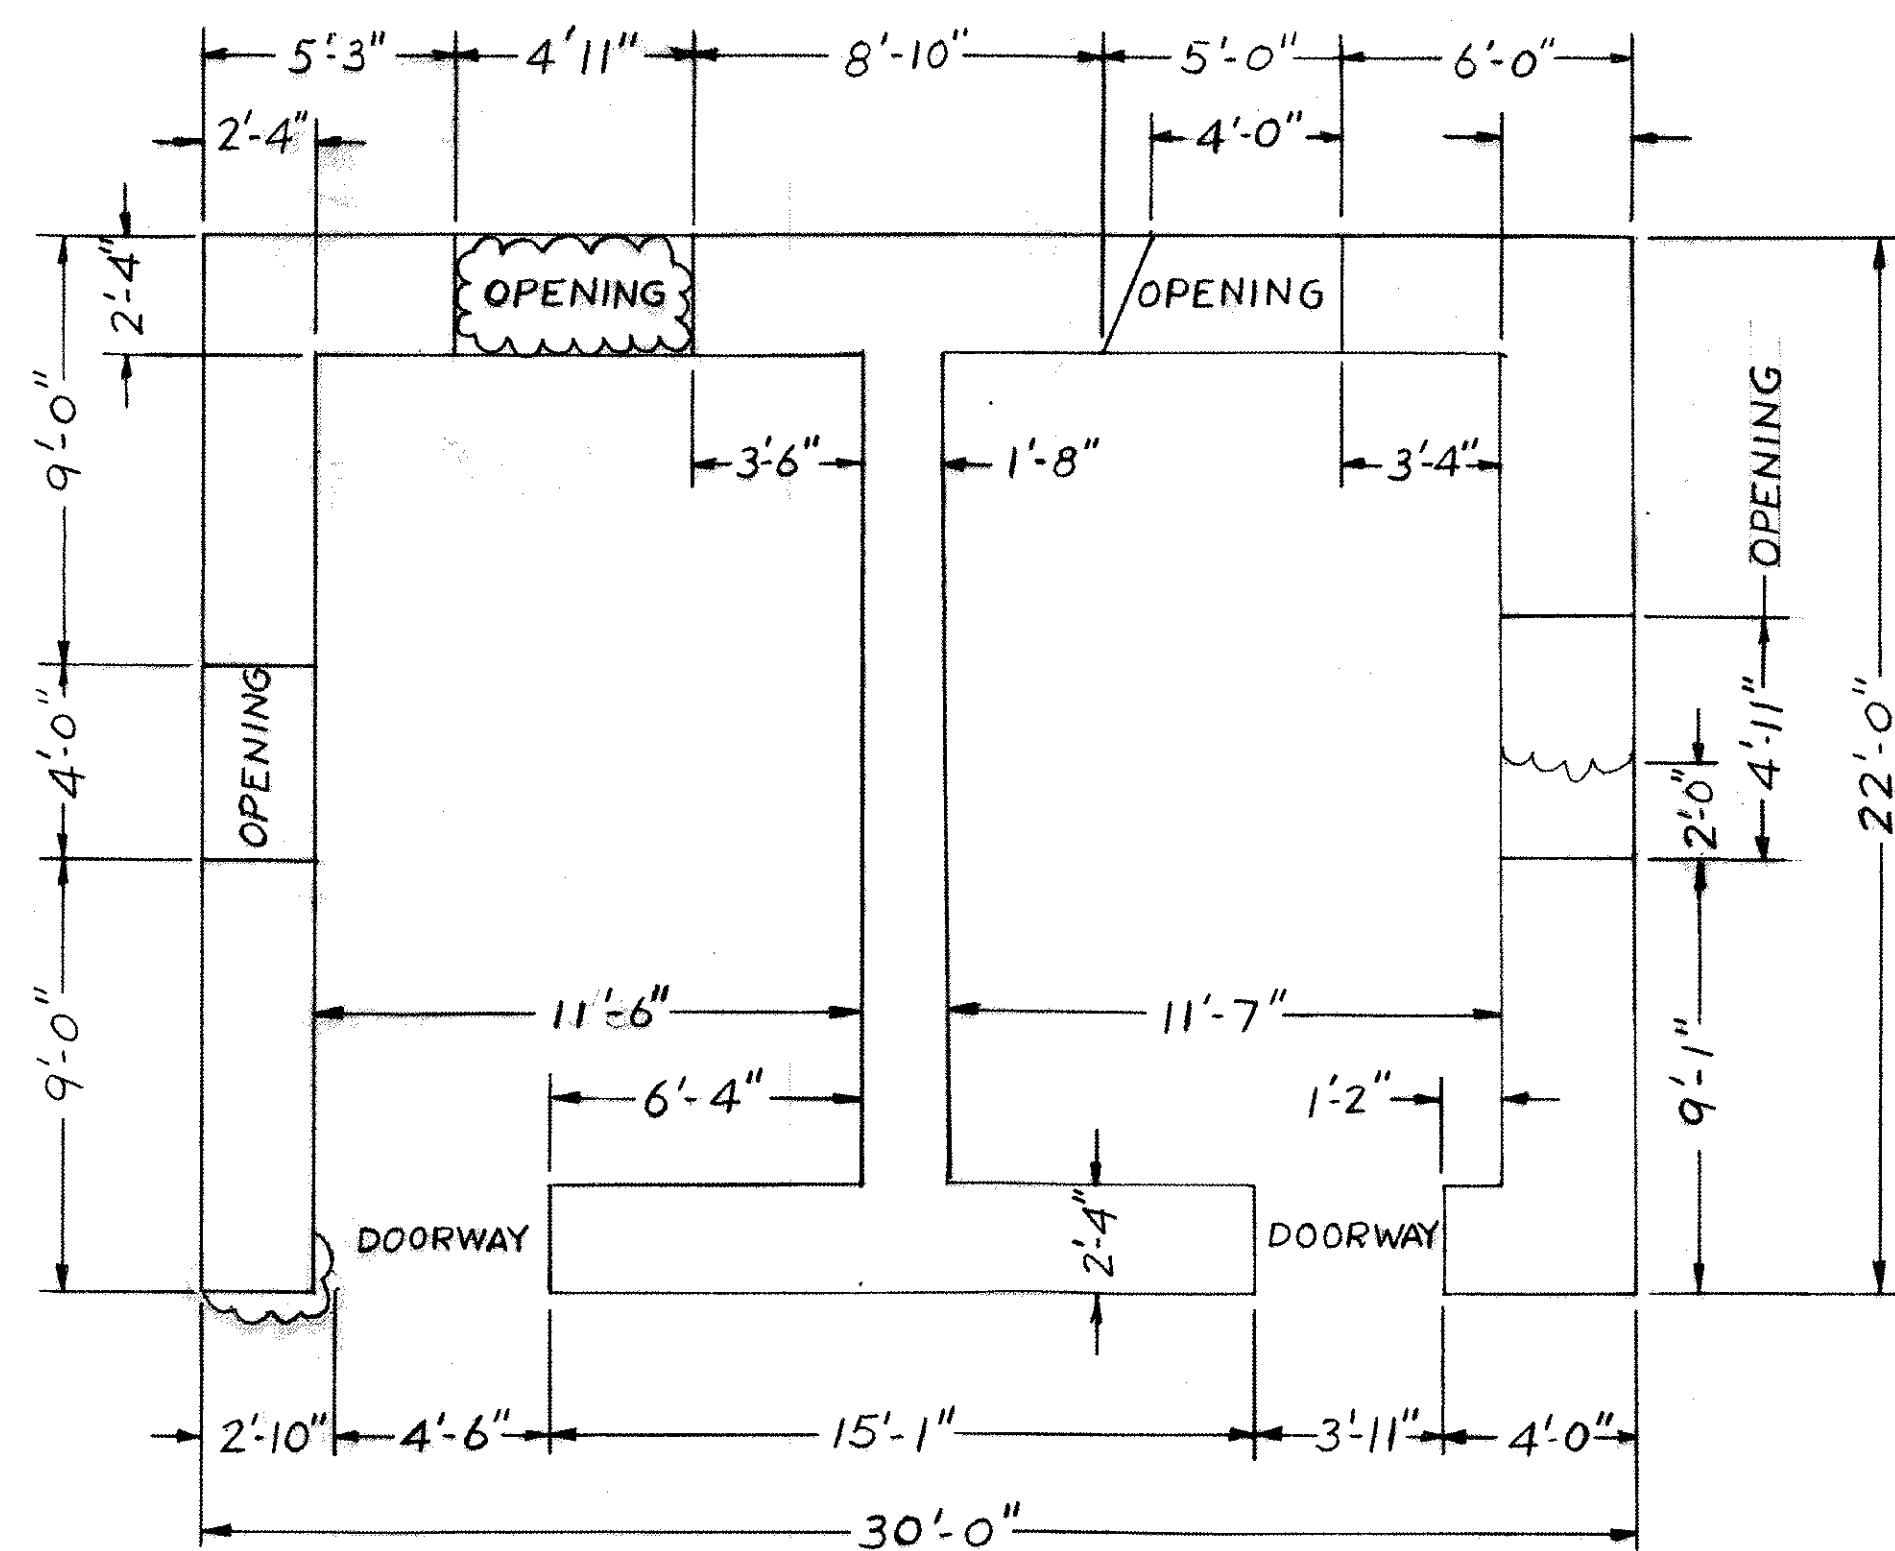 5'-3" 4'11" 8'-10" 5'-0" 6'-0"
2'-4" 4'-0"
2'-4"
OPENING OPENING
9'-0"
3'-6" 1'-8" 3'-4"
OPENING
4'-0"
OPENING
4'-11"
2'-0"
22'-0"
11'-6" 11'-7"
9'-0"
9'-1"
6'-4" 1'-2"
2'-4"
DOORWAY DOORWAY
2'-10" 4'-6" 15'-1" 3'-11" 4'-0"
30'-0"